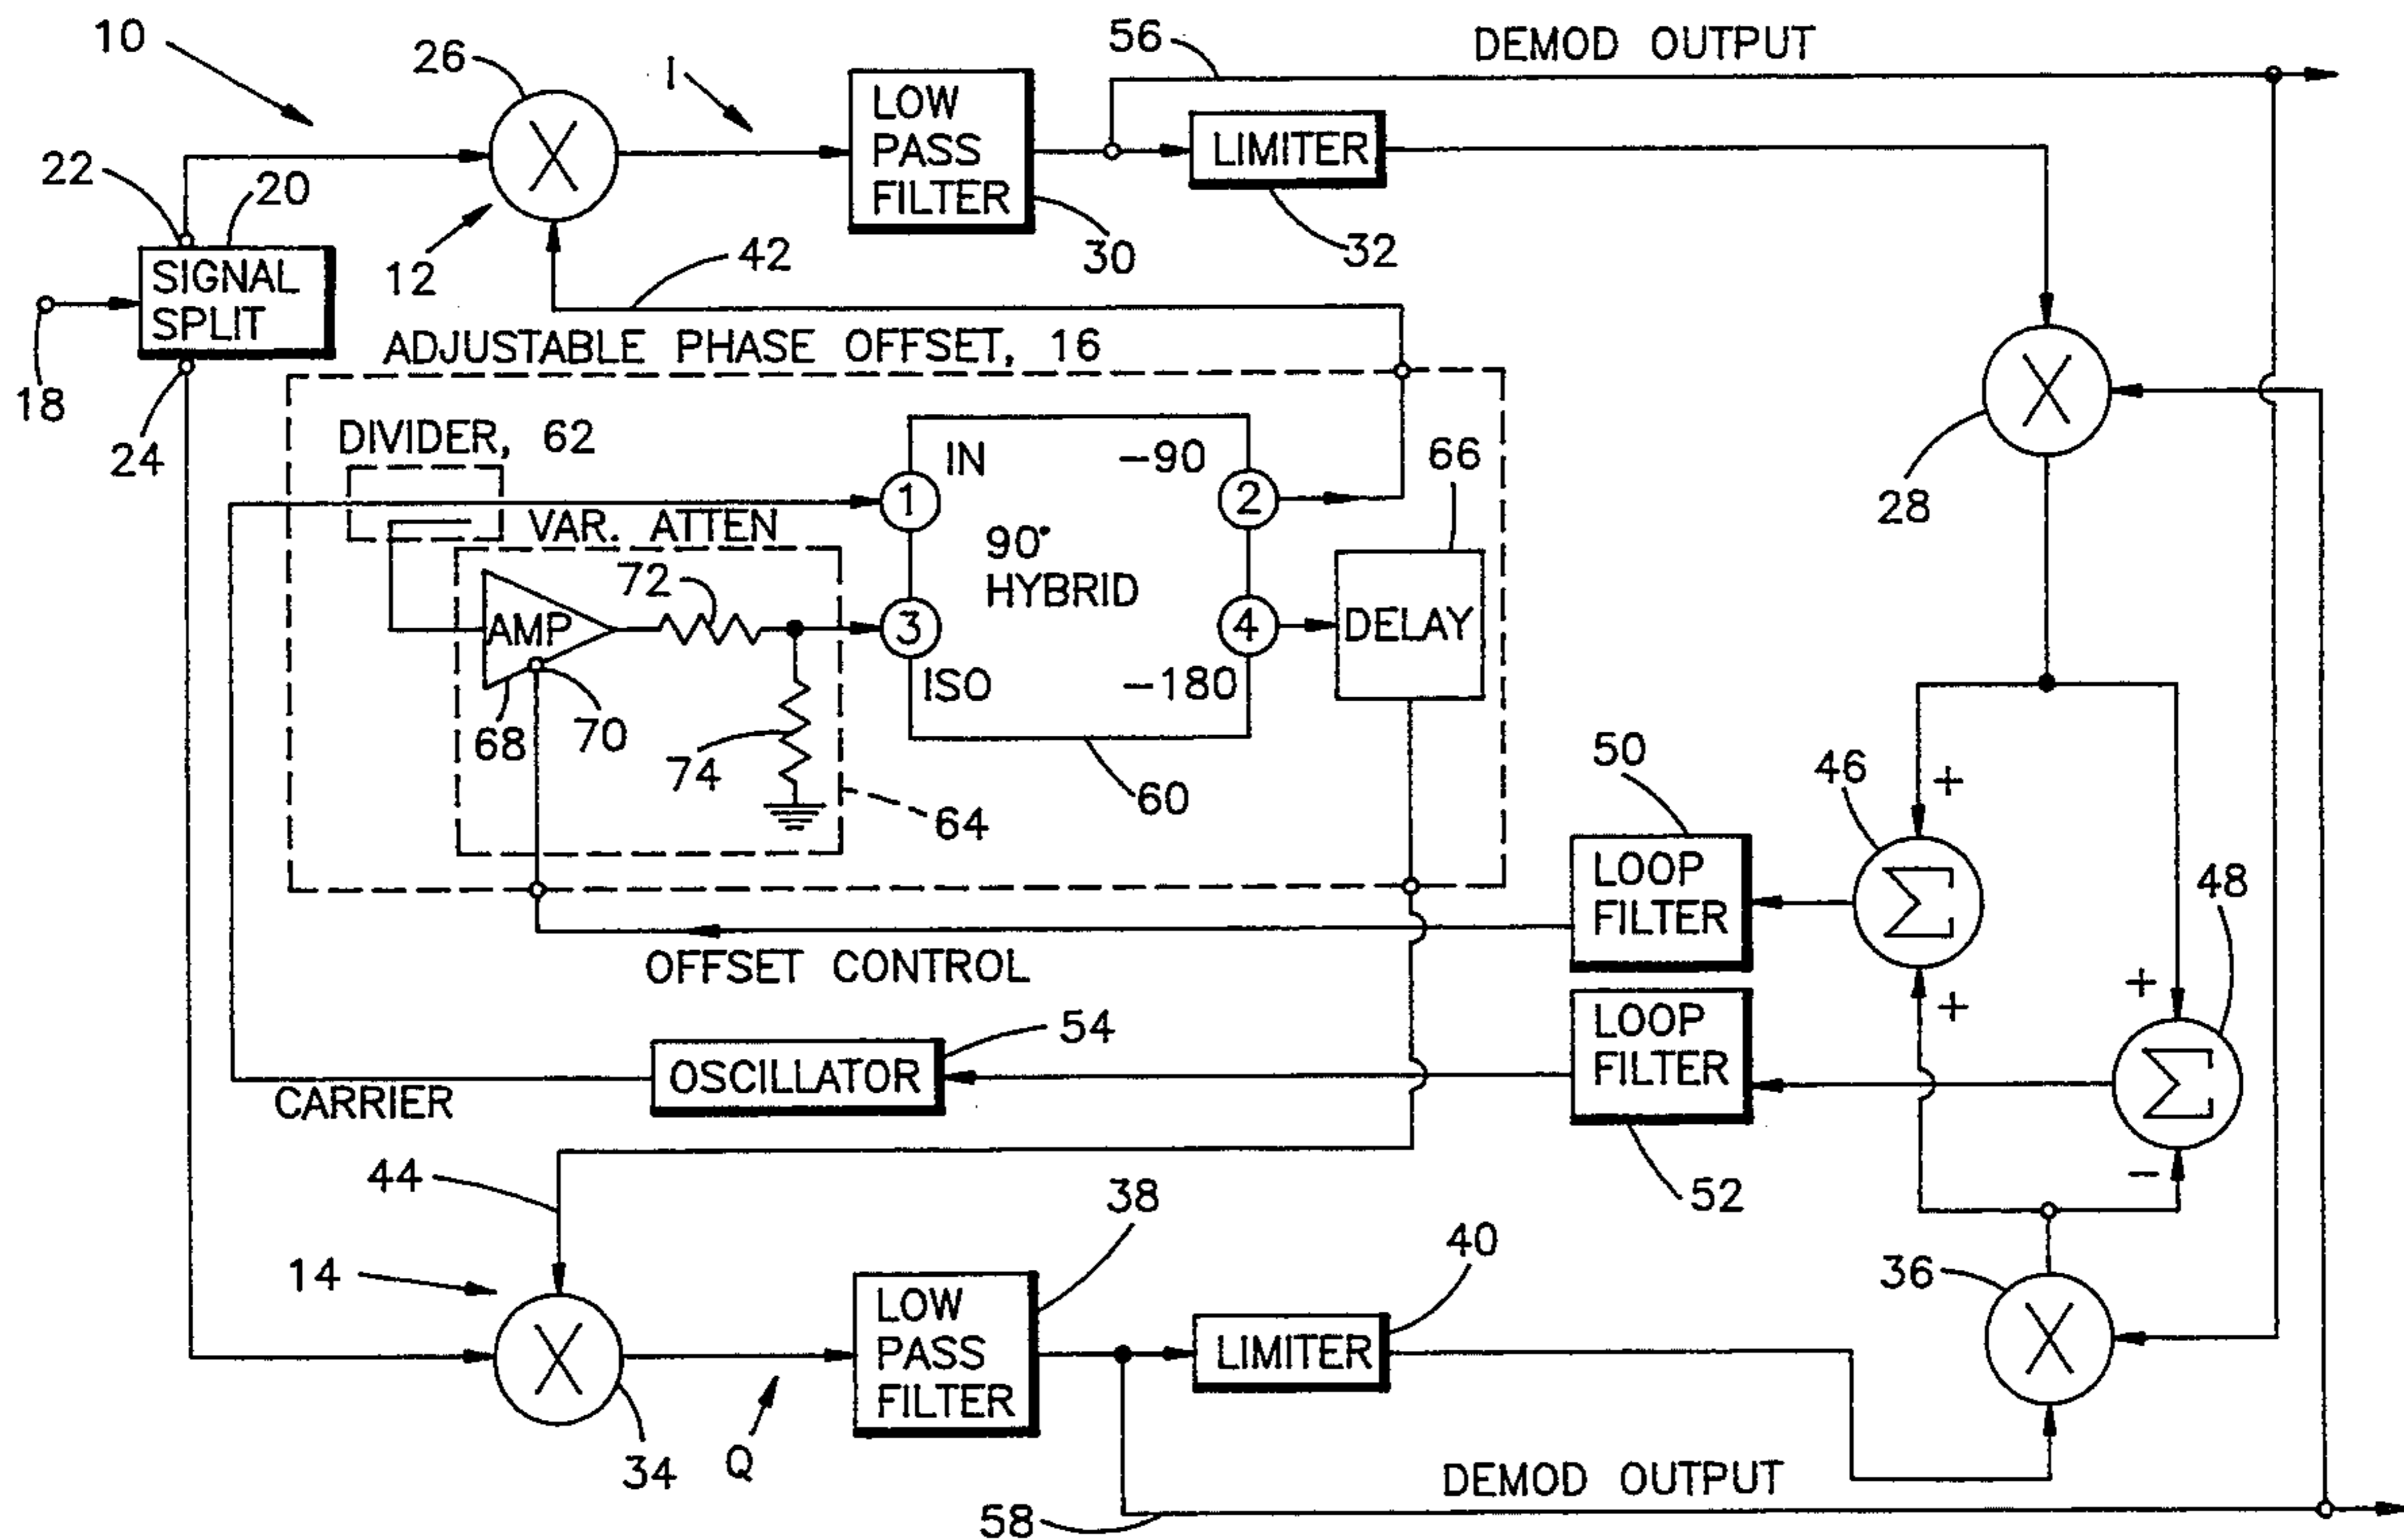 10
26
I
56
DEMOD OUTPUT
LOW
PASS
FILTER
LIMITER
X
22
20
12
42
30
32
SIGNAL
SPLIT
18
24
ADJUSTABLE PHASE OFFSET, 16
X
28
DIVIDER, 62
IN
-90
66
1
2
VAR. ATTEN
90°
HYBRID
72
AMP
3
4
DELAY
ISO
-180
68
70
74
64
60
50
46
+
LOOP
FILTER
Σ
48
OFFSET CONTROL
+
+
LOOP
FILTER
54
OSCILLATOR
Σ
CARRIER
52
-
44
38
40
36
14
LOW
PASS
FILTER
LIMITER
X
X
34
Q
DEMOD OUTPUT
58